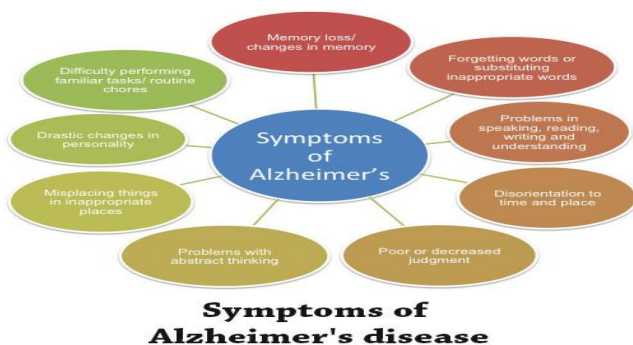 Memory loss/
changes in memory
Forgetting words or
substituting
inappropriate words
Problems in
speaking, reading,
writing and
understanding
Disorientation to
time and place
Poor or decreased
judgment
Problems with
abstract thinking
Misplacing things
in inappropriate
places
Drastic changes in
personality
Difficulty performing
familiar tasks/ routine
chores
Symptoms
of
Alzheimer's
Symptoms of
Alzheimer's disease